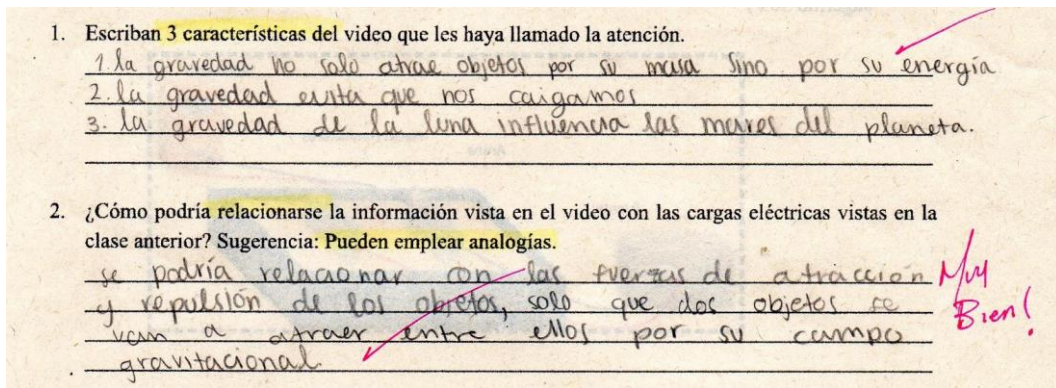 1. Escriban 3 características del video que les haya llamado la atención.
1. la gravedad no solo atrae objetos por su masa sino por su energía
2. la gravedad evita que nos caigamos
3. la gravedad de la luna influencia las mares del planeta.
2. ¿Cómo podría relacionarse la información vista en el video con las cargas eléctricas vistas en la
clase anterior? Sugerencia: Pueden emplear analogías.
se podría relacionar con las fuerzas de atracción
y repulsión de los objetos, solo que dos objetos se
van a atraer entre ellos por su campo
gravitacional.
Muy
Bien!